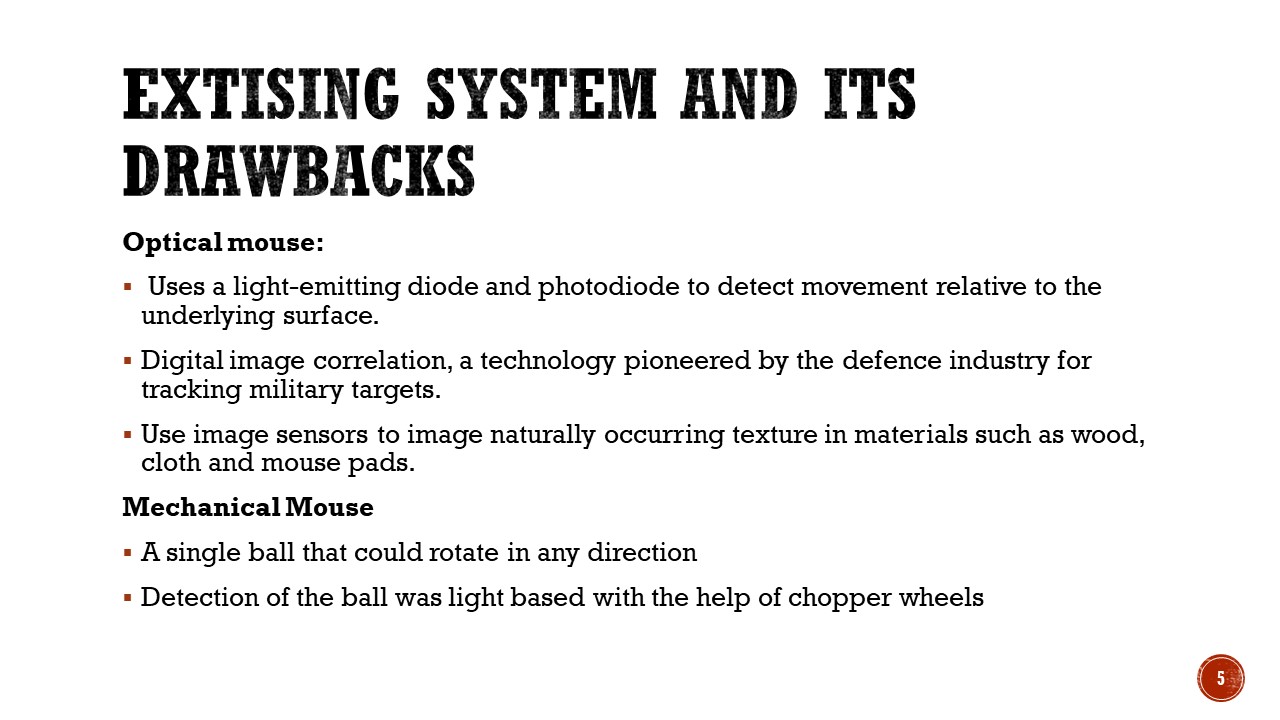 EXTISING SYSTEM AND ITS
DRAWBACKS
Optical mouse:
▪ Uses a light-emitting diode and photodiode to detect movement relative to the
underlying surface.
▪ Digital image correlation, a technology pioneered by the defence industry for
tracking military targets.
▪ Use image sensors to image naturally occurring texture in materials such as wood,
cloth and mouse pads.
Mechanical Mouse
▪ A single ball that could rotate in any direction
▪ Detection of the ball was light based with the help of chopper wheels
5